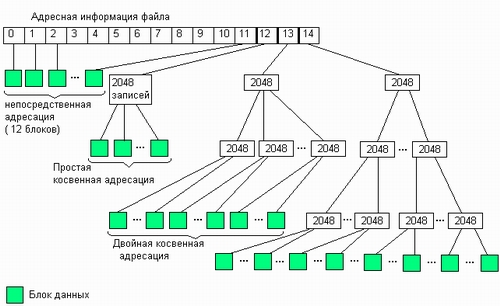 Адресная информация файла
0 1 2 3 4 5 6 7 8 9 10 11 12 13 14
2048 записей
2048
2048
непосредственная
адресация
( 12 блоков)
...
...
2048 2048 ... 2048
2048 ... 2048
Простая
косвенная адресация
... ... ...
2048 ... 2048 2048 ... 2048
Двойная косвенная
адресация
... ... ... ...
Блок данных